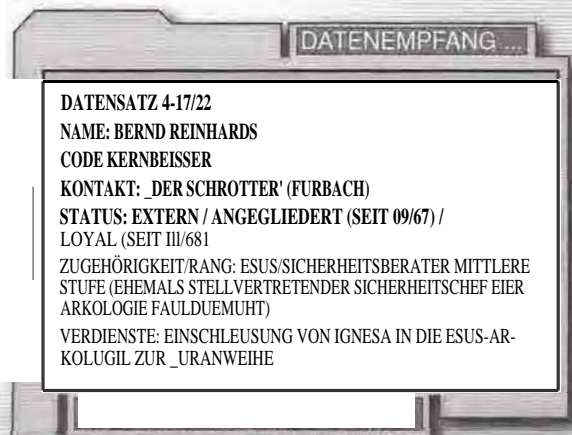 DATENEMPFANG ...
DATENSATZ 4-17/22
NAME: BERND REINHARDS
CODE KERNBEISSER
KONTAKT: _DER SCHROTTER' (FURBACH)
STATUS: EXTERN / ANGEGLIEDERT (SEIT 09/67) /
LOYAL (SEIT Ill/681
ZUGEHÖRIGKEIT/RANG: ESUS/SICHERHEITSBERATER MITTLERE
STUFE (EHEMALS STELLVERTRETENDER SICHERHEITSCHEF EIER
ARKOLOGIE FAULDUEMUHT)
VERDIENSTE: EINSCHLEUSUNG VON IGNESA IN DIE ESUS-AR-
KOLUGIL ZUR _URANWEIHE